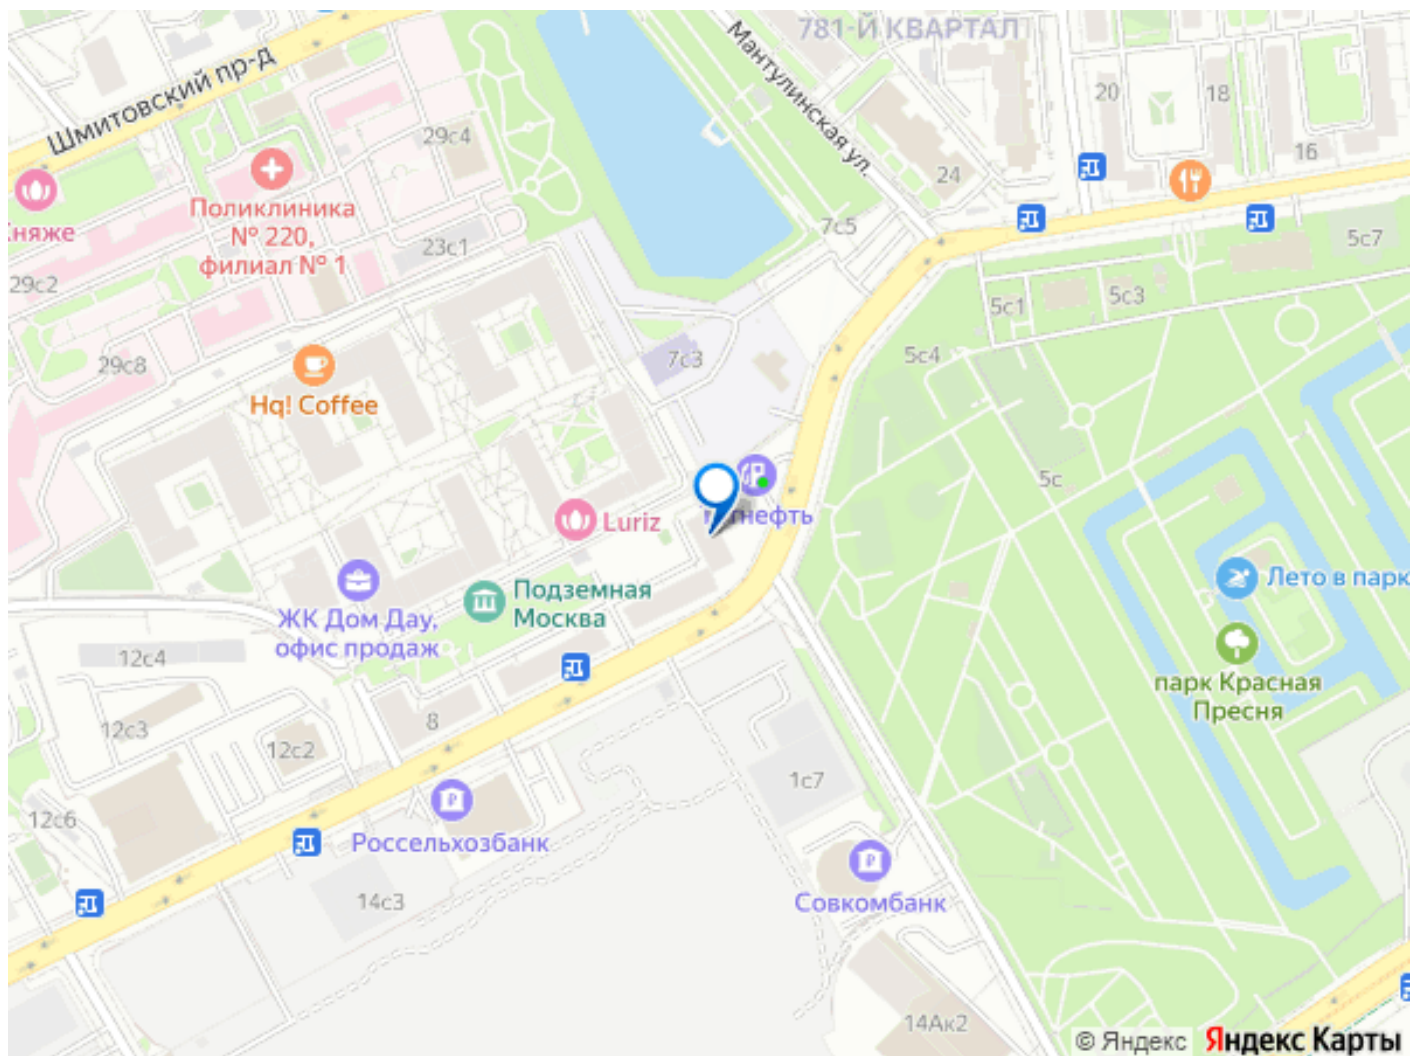 781-Й КВАРТАЛ
Мантулинская ул.
Шмитовский пр-д
20
18
16
29с4
24
Поликлиника
№ 220,
филиал № 1
7с5
5с7
23с1
29с2
5с1
5с3
29с8
7с3
5с4
Hq! Coffee
5с
Luriz
Лето в парк
Подземная
Москва
ЖК Дом Дау,
офис продаж
12с4
парк Красная
Пресня
12с3
8
12с2
1с7
12с6
Россельхозбанк
14с3
Совкомбанк
14Ак2
© Яндекс Яндекс Карты